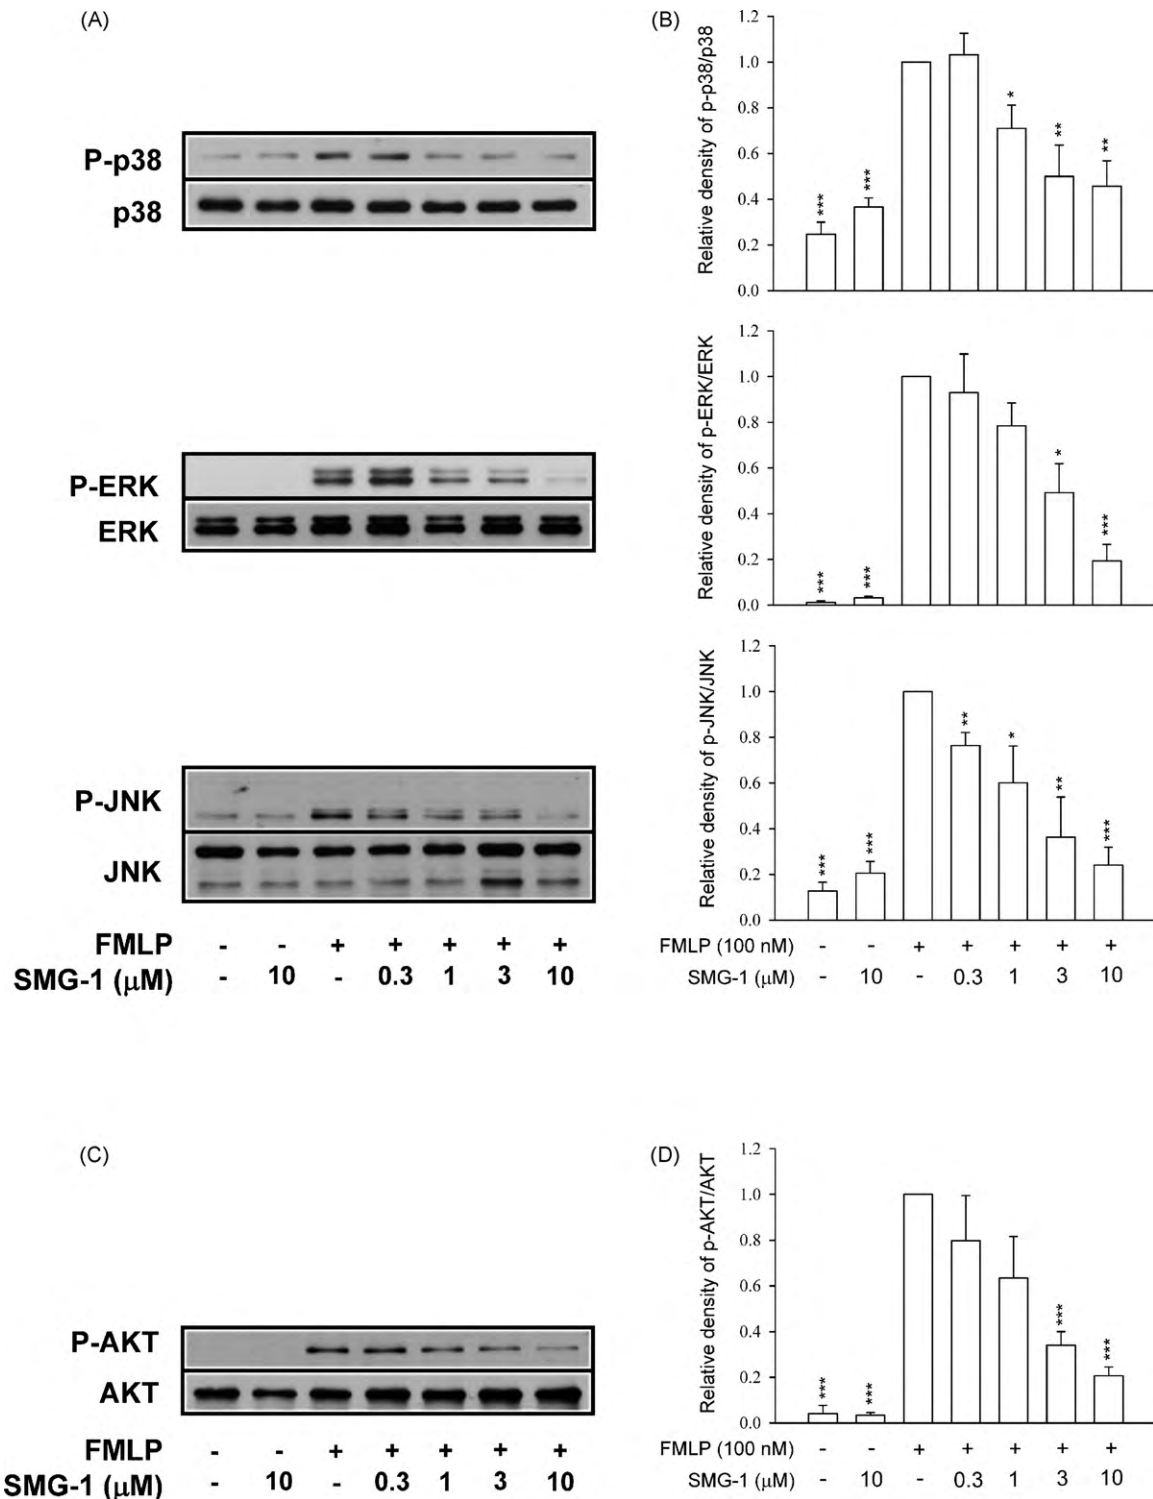 (A)
P-p38
p38
P-ERK
ERK
P-JNK
JNK
FMLP - - + + + + +
SMG-1 (μM) - 10 - 0.3 1 3 10
(B)
Relative density of p-p38/p38
1.2
1.0
0.8
0.6
0.4
0.2
0.0
*** *** * ** **
Relative density of p-ERK/ERK
1.2
1.0
0.8
0.6
0.4
0.2
0.0
*** *** * ***
Relative density of p-JNK/JNK
1.2
1.0
0.8
0.6
0.4
0.2
0.0
*** *** ** * ** ***
FMLP (100 nM) - - + + + + +
SMG-1 (μM) - 10 - 0.3 1 3 10
(C)
P-AKT
AKT
FMLP - - + + + + +
SMG-1 (μM) - 10 - 0.3 1 3 10
(D)
Relative density of p-AKT/AKT
1.2
1.0
0.8
0.6
0.4
0.2
0.0
*** *** *** ***
FMLP (100 nM) - - + + + + +
SMG-1 (μM) - 10 - 0.3 1 3 10